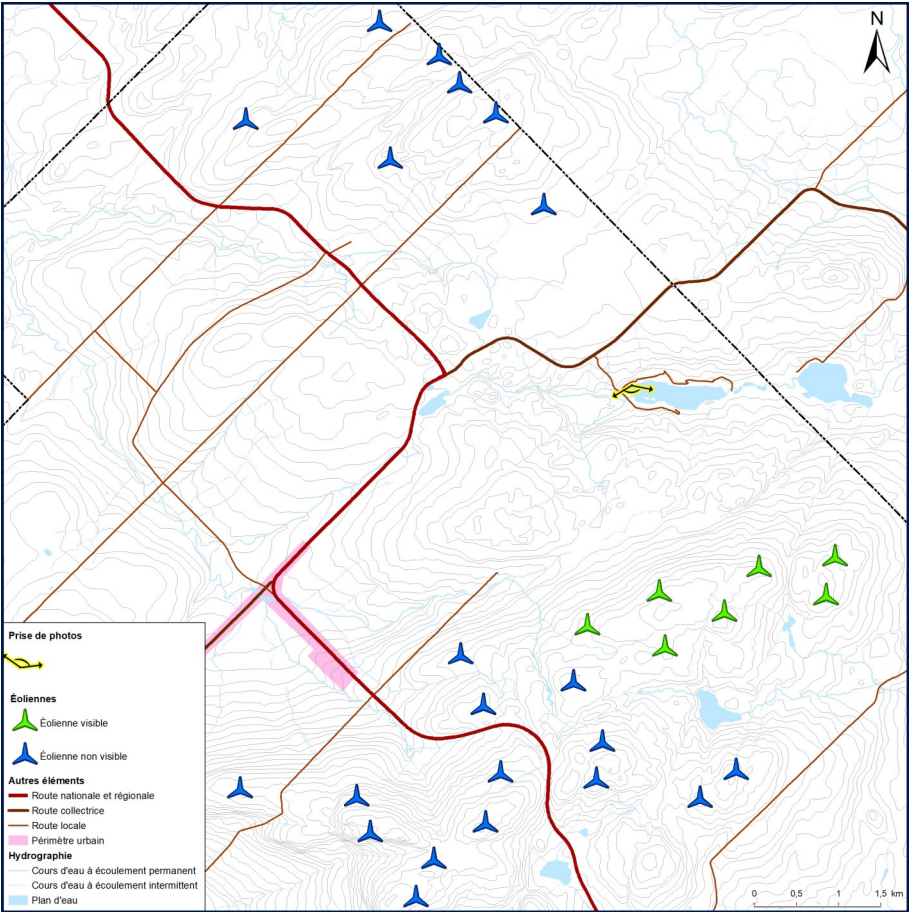 N
Prise de photos
Éoliennes
Éolienne visible
Éolienne non visible
Autres éléments
Route nationale et régionale
Route collectrice
Route locale
Périmètre urbain
Hydrographie
Cours d'eau à écoulement permanent
Cours d'eau à écoulement intermittent
Plan d'eau
0 0,5 1 1,5 km